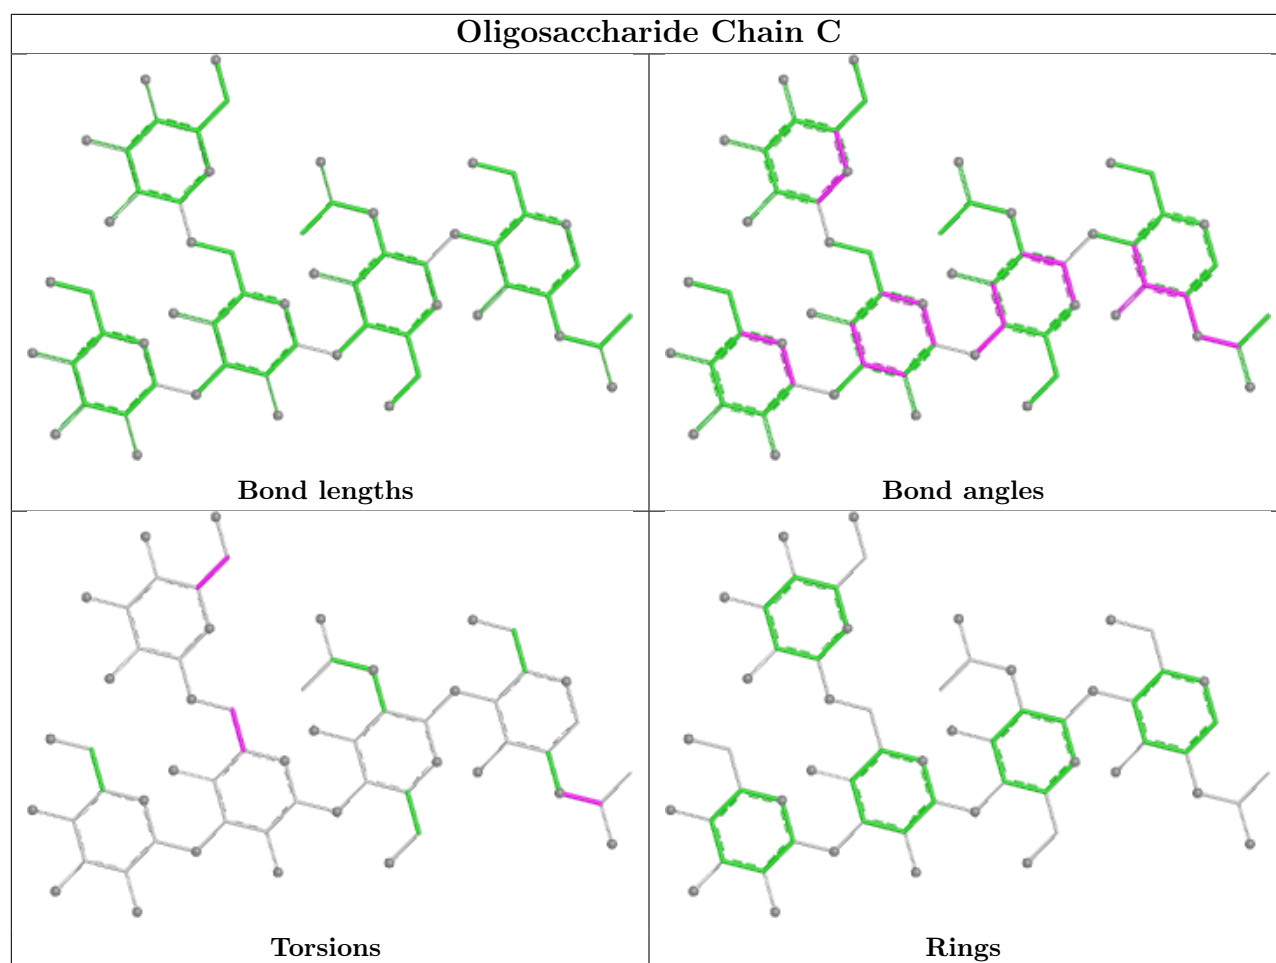 Oligosaccharide Chain C
Bond lengths
Bond angles
Torsions
Rings